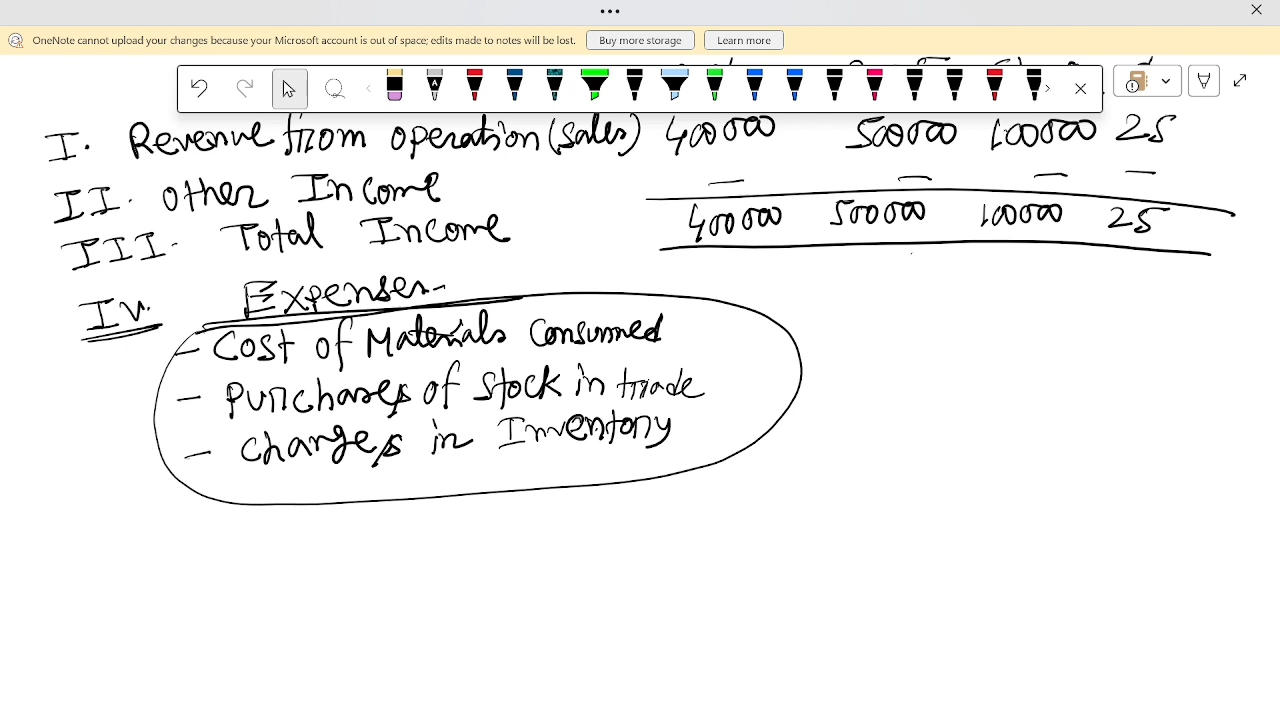 OneNote cannot upload your changes because your Microsoft account is out of space; edits made to notes will be lost. Buy more storage Learn more
I. Revenue from operation (sales) 400000 500000 100000 25
II. Other Income — — — —
III. Total Income 400000 500000 100000 25
IV. Expenses-
- Cost of Materials Consumed
- Purchases of Stock in trade
- Changes in Inventory